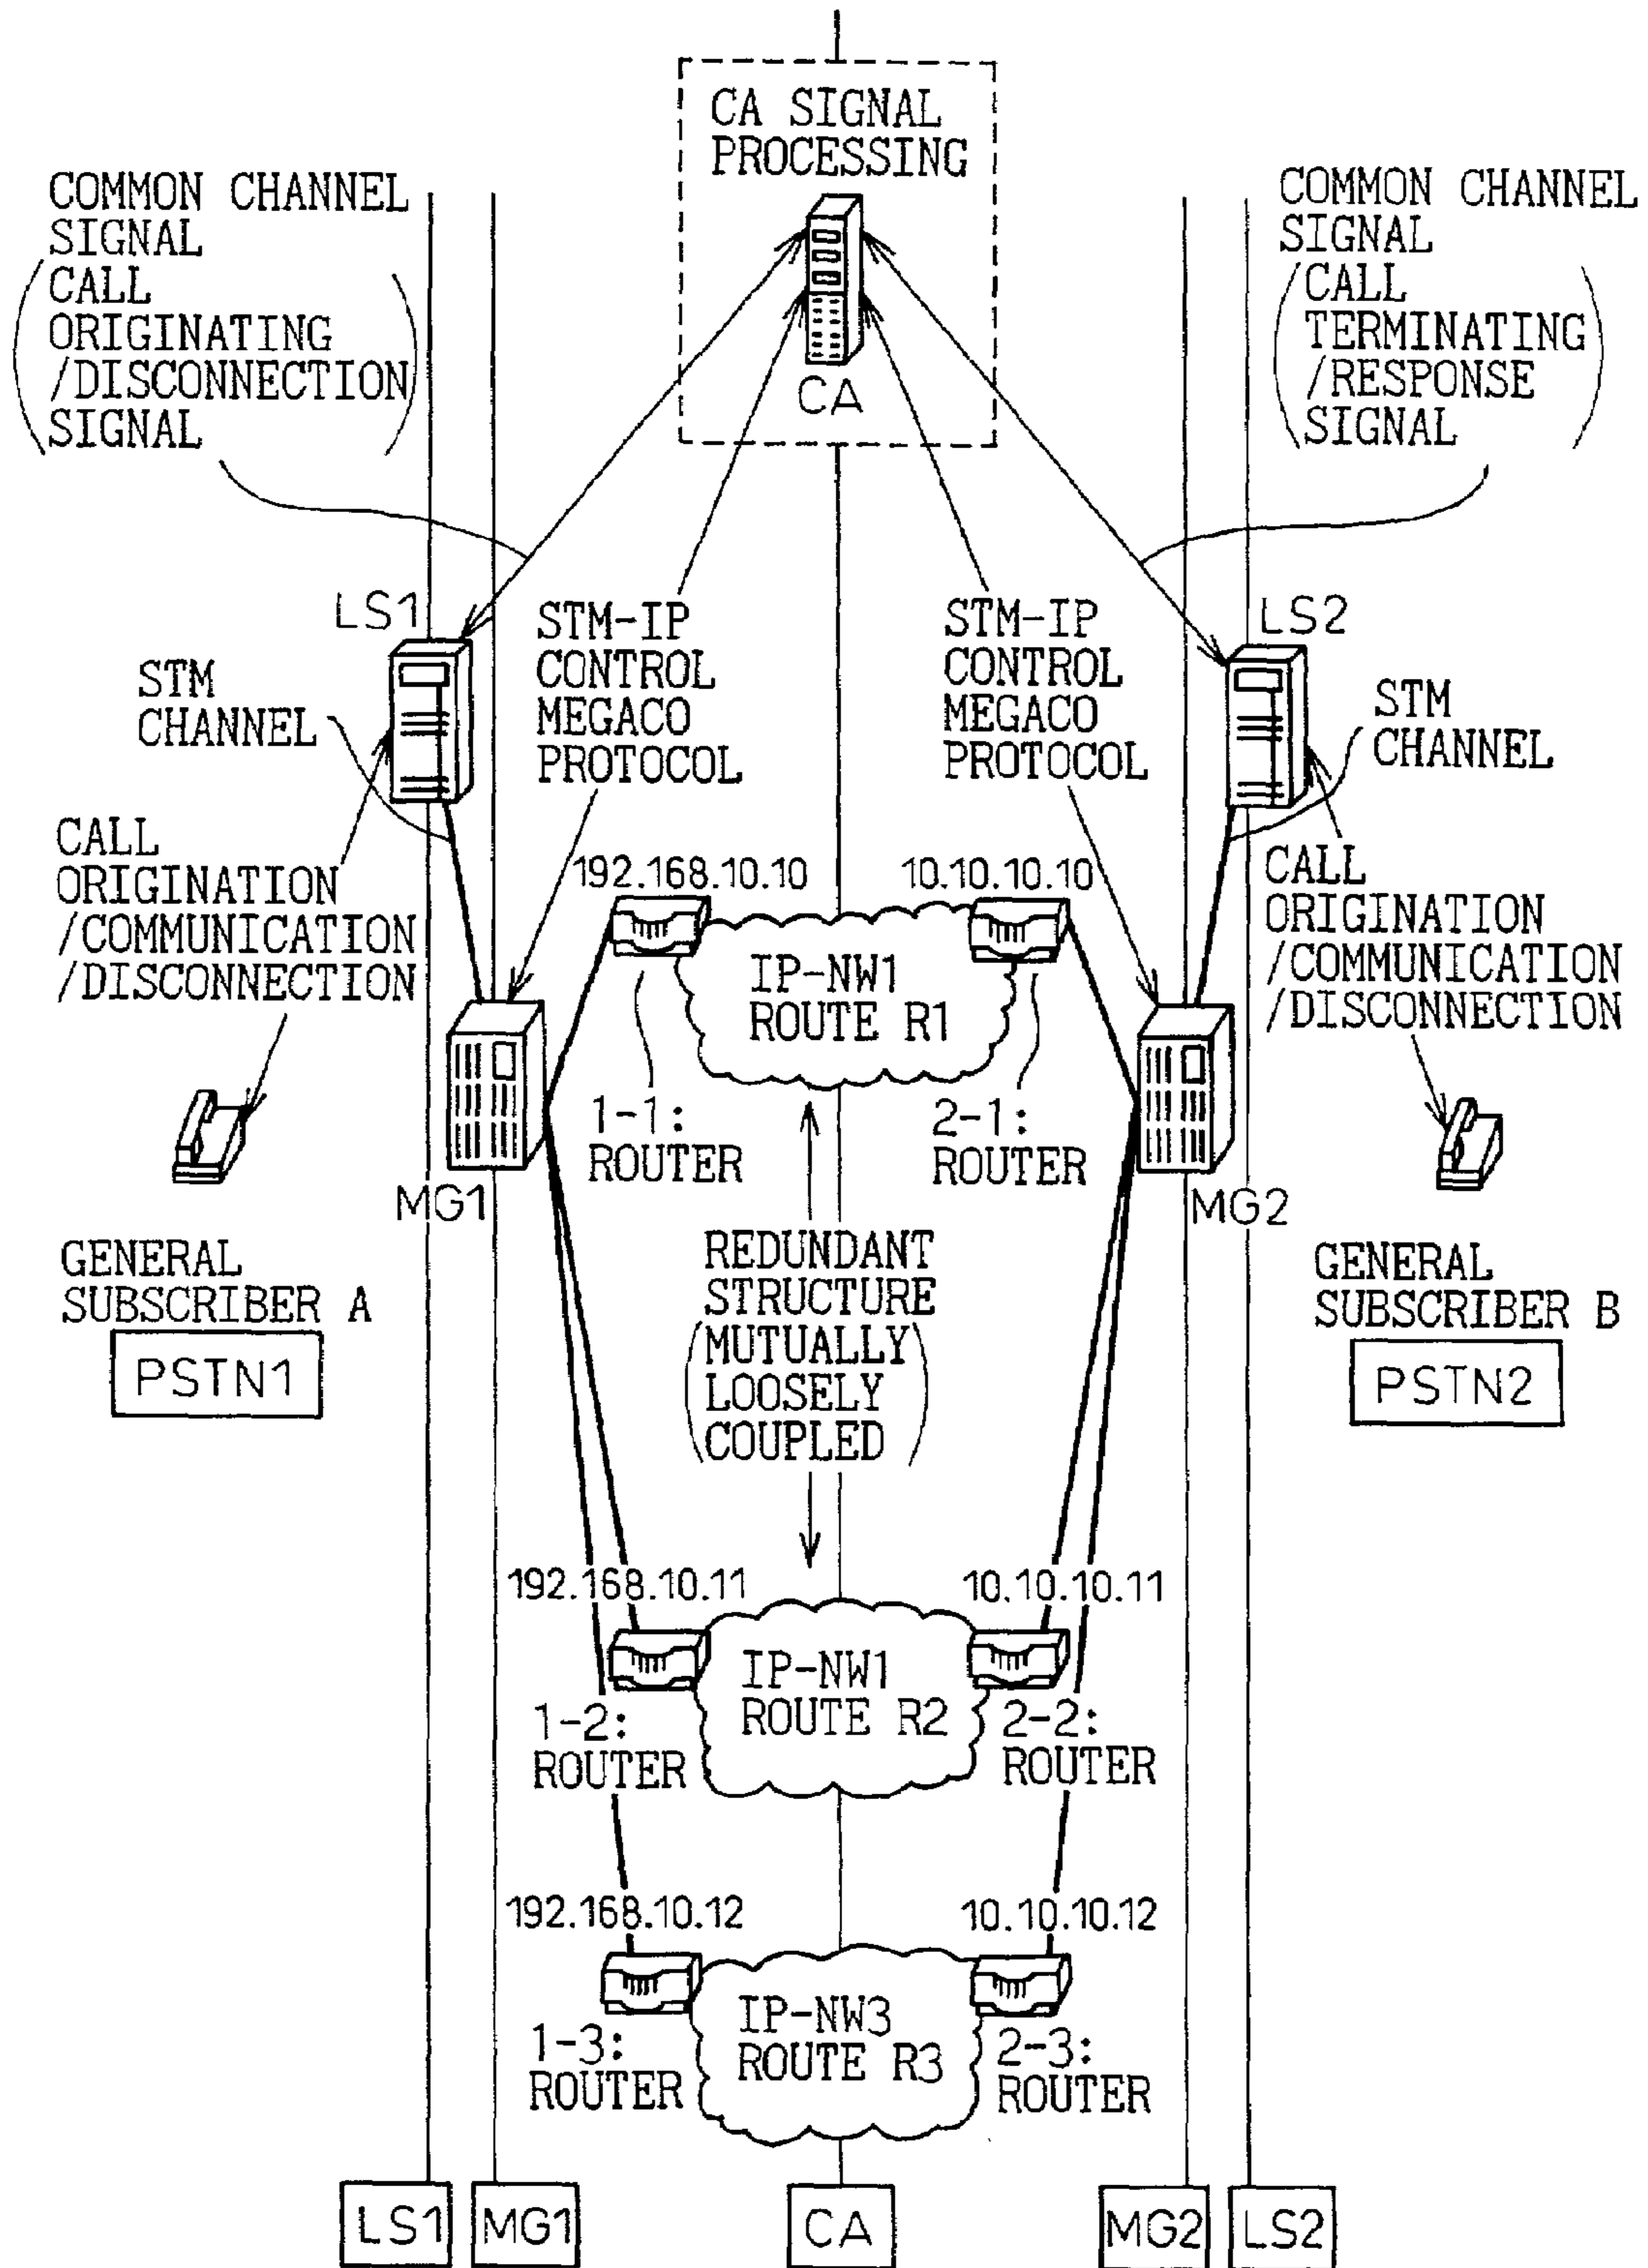 CA SIGNAL
PROCESSING
CA
COMMON CHANNEL
SIGNAL
CALL
ORIGINATING
/DISCONNECTION
SIGNAL
COMMON CHANNEL
SIGNAL
CALL
TERMINATING
/RESPONSE
SIGNAL
LS1
STM
CHANNEL
STM-IP
CONTROL
MEGACO
PROTOCOL
STM-IP
CONTROL
MEGACO
PROTOCOL
LS2
STM
CHANNEL
CALL
ORIGINATION
/COMMUNICATION
/DISCONNECTION
192.168.10.10
10.10.10.10
CALL
ORIGINATION
/COMMUNICATION
/DISCONNECTION
IP-NW1
ROUTE R1
1-1:
ROUTER
2-1:
ROUTER
MG1
MG2
GENERAL
SUBSCRIBER A
PSTN1
REDUNDANT
STRUCTURE
(MUTUALLY
LOOSELY
COUPLED)
GENERAL
SUBSCRIBER B
PSTN2
192.168.10.11
10.10.10.11
IP-NW1
ROUTE R2
1-2:
ROUTER
2-2:
ROUTER
192.168.10.12
10.10.10.12
IP-NW3
ROUTE R3
1-3:
ROUTER
2-3:
ROUTER
LS1
MG1
CA
MG2
LS2